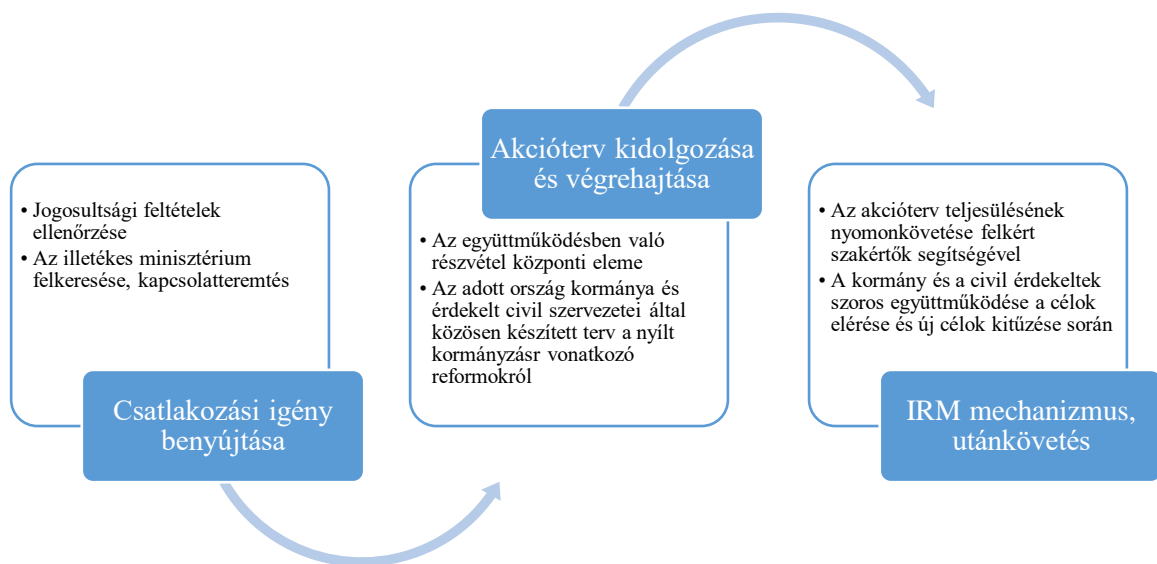 • Jogosultsági feltételek
ellenőrzése
• Az illetékes minisztérium
felkeresése, kapcsolatteremtés
Csatlakozási igény
benyújtása
Akcióterv kidolgozása
és végrehajtása
• Az együttműködésben való
részvétel központi eleme
• Az adott ország kormánya és
érdekelt civil szervezetei által
közösen készített terv a nyílt
kormányzásr vonatkozó
reformokról
• Az akcióterv teljesülésének
nyomonkövetése felkért
szakértők segítségével
• A kormány és a civil érdekeltek
szoros együttműködése a célok
elérése és új célok kitűzése során
IRM mechanizmus,
utánkövetés